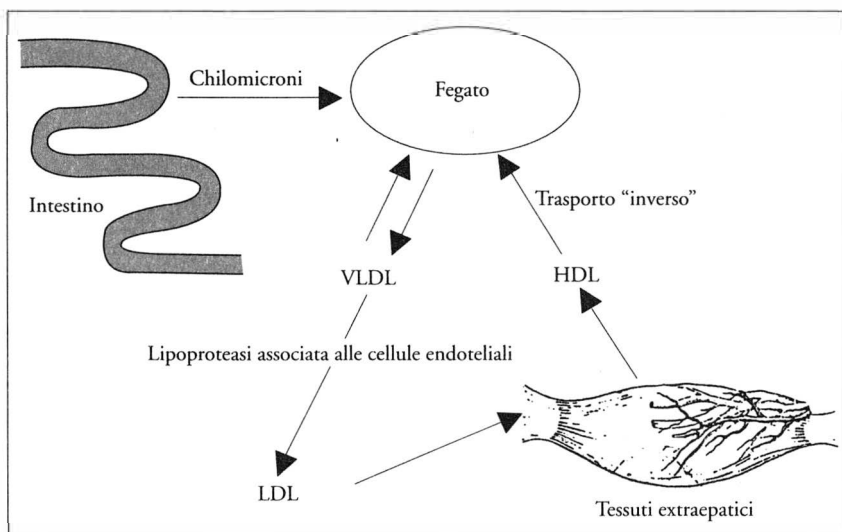 Chilomicroni
Fegato
Intestino
Trasporto “inverso”
VLDL
HDL
Lipoproteasi associata alle cellule endoteliali
LDL
Tessuti extraepatici